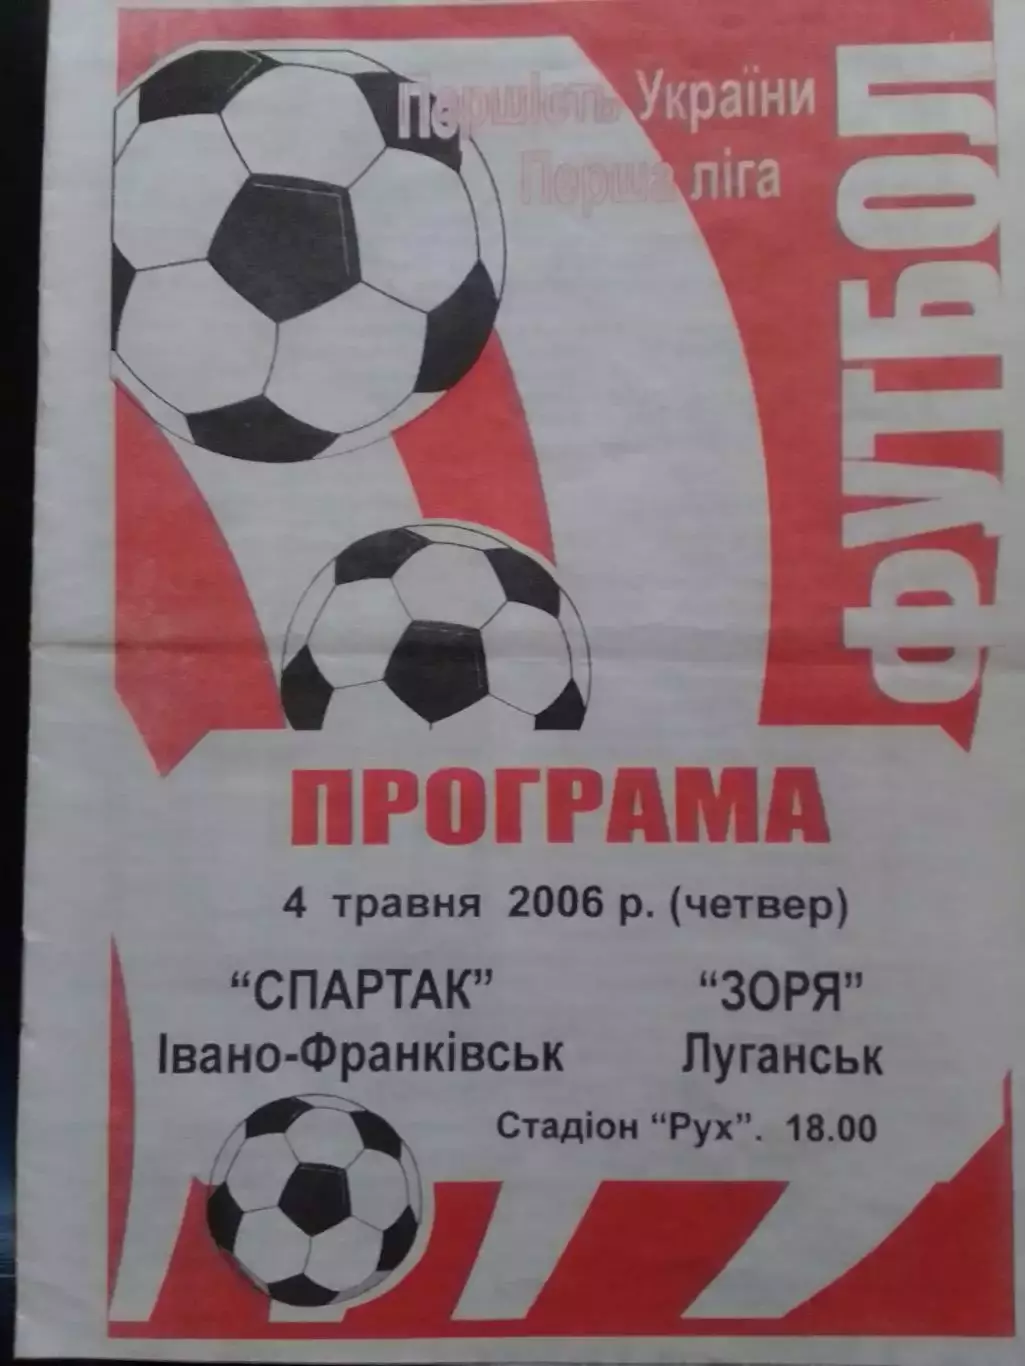 Першість України
Перша ліга
ФУТБОЛ
ПРОГРАМА
4 травня 2006 р. (четвер)
“СПАРТАК” “ЗОРЯ”
Івано-Франківськ Луганськ
Стадіон “Рух”. 18.00